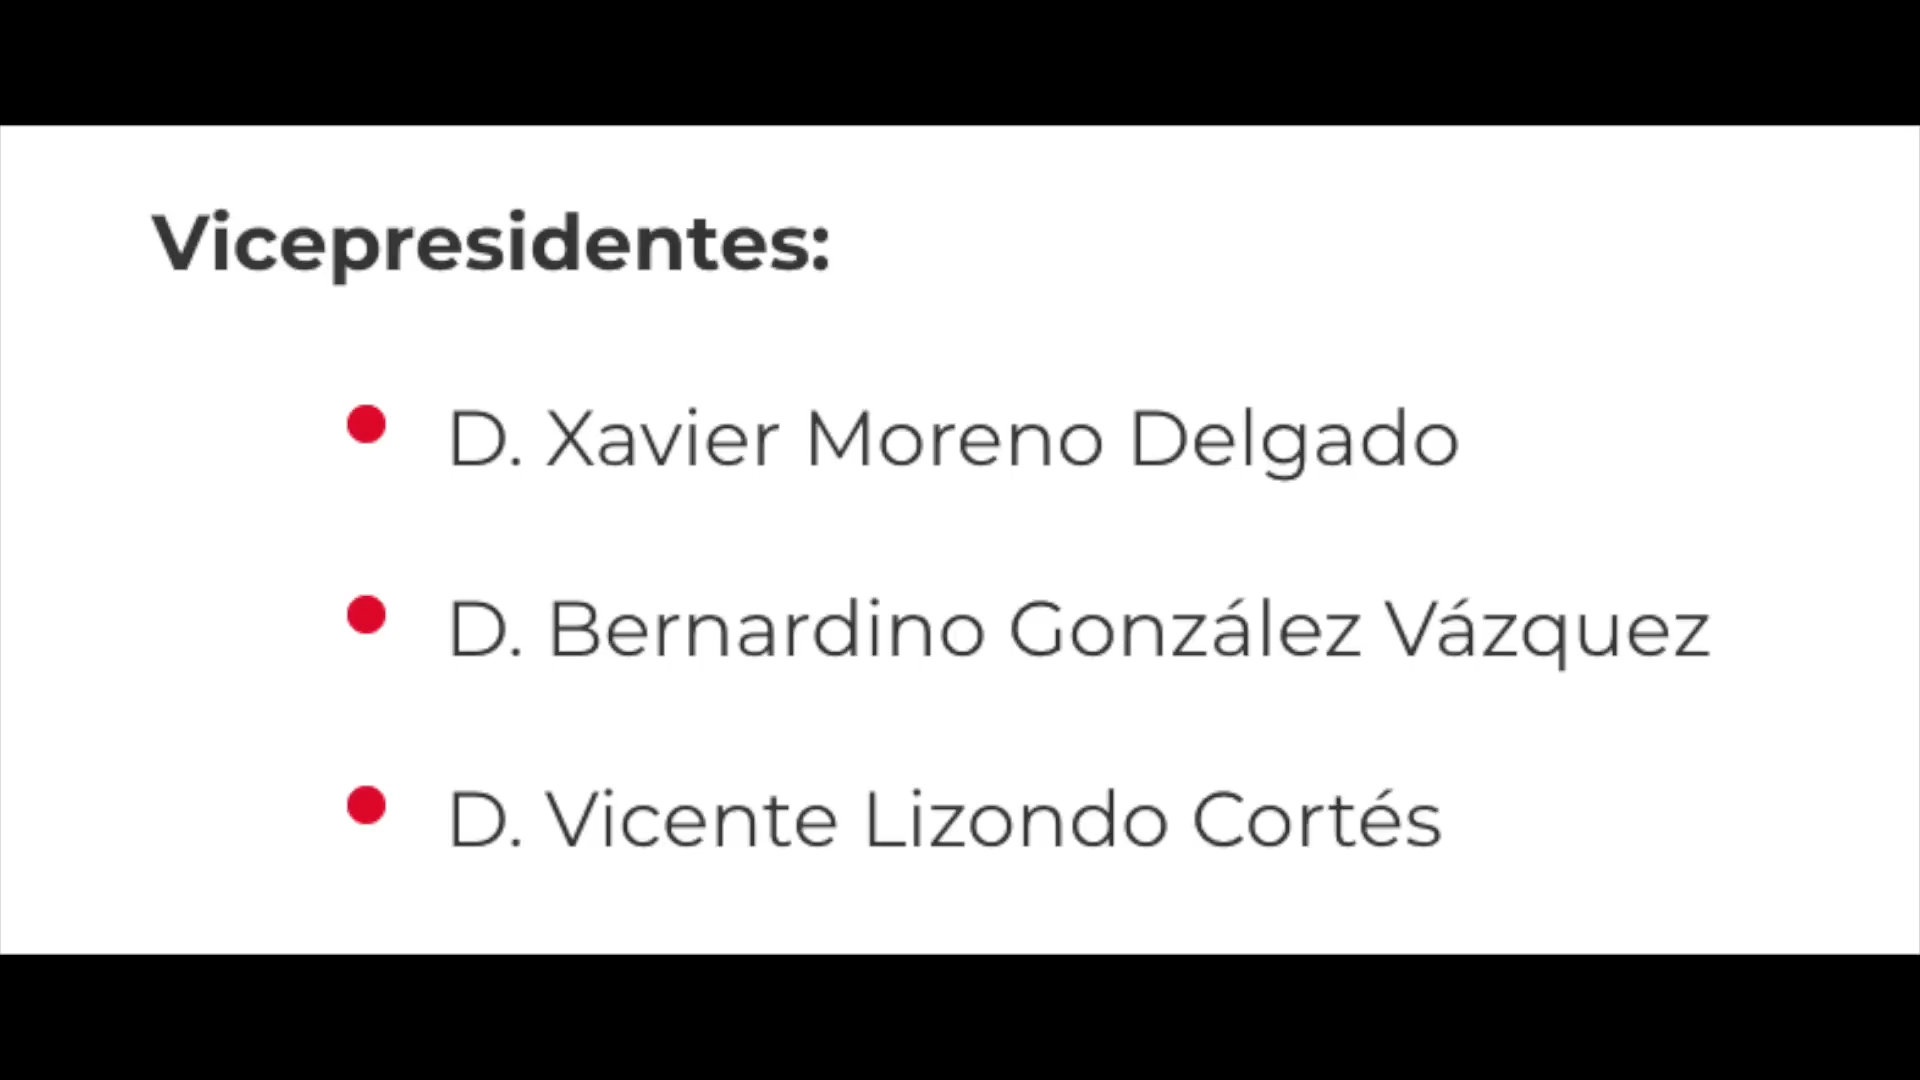 Vicepresidentes:
D. Xavier Moreno Delgado
D. Bernardino González Vázquez
D. Vicente Lizondo Cortés